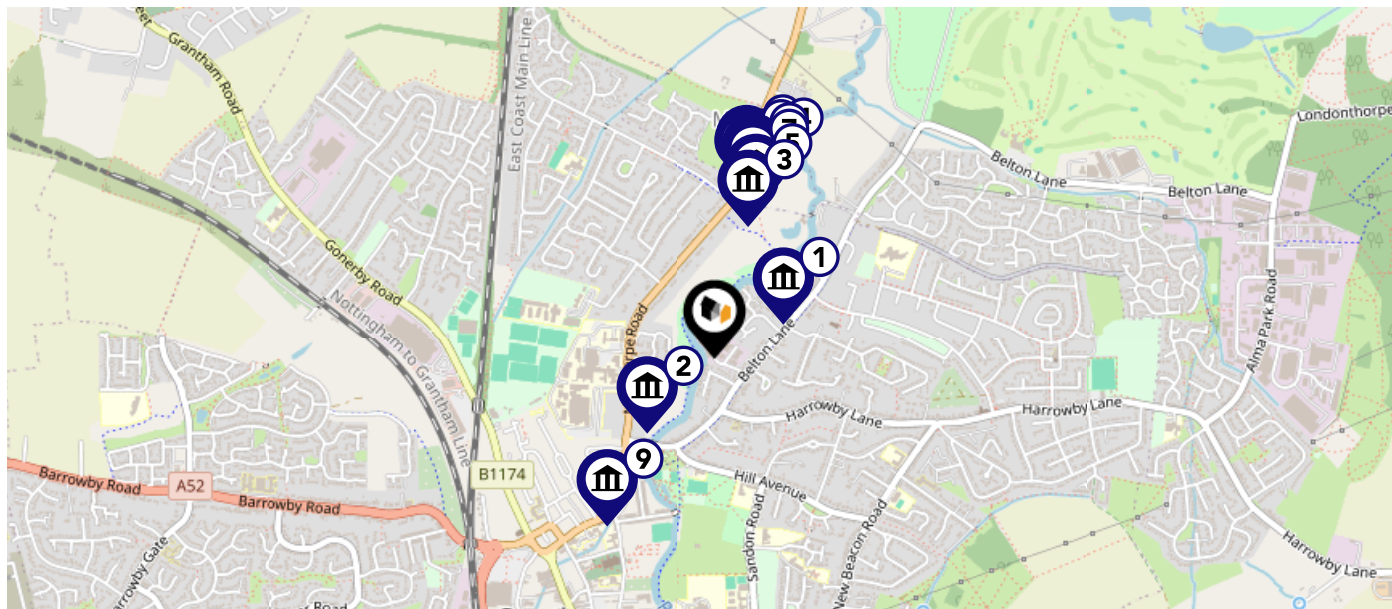 Grantham Road
East Coast Main Line
Londonthorpe
4
5
3
Belton Lane
Belton Lane
1
Gonerby Road
Nottingham to Grantham Line
Belton Lane
Alma Park Road
2
Harrowby Lane
Harrowby Lane
9
B1174
Barrowby Road
A52
Barrowby Road
Hill Avenue
Sandon Road
New Beacon Road
Harrowby Lane